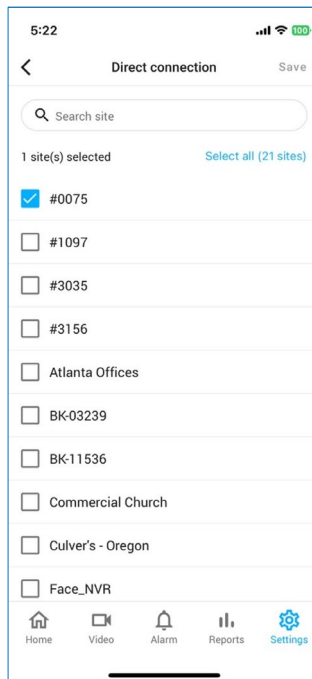 5:22
100
Direct connection
Save
Search site
1 site(s) selected
Select all (21 sites)
#0075
#1097
#3035
#3156
Atlanta Offices
BK-03239
BK-11536
Commercial Church
Culver's - Oregon
Face_NVR
Home
Video
Alarm
Reports
Settings